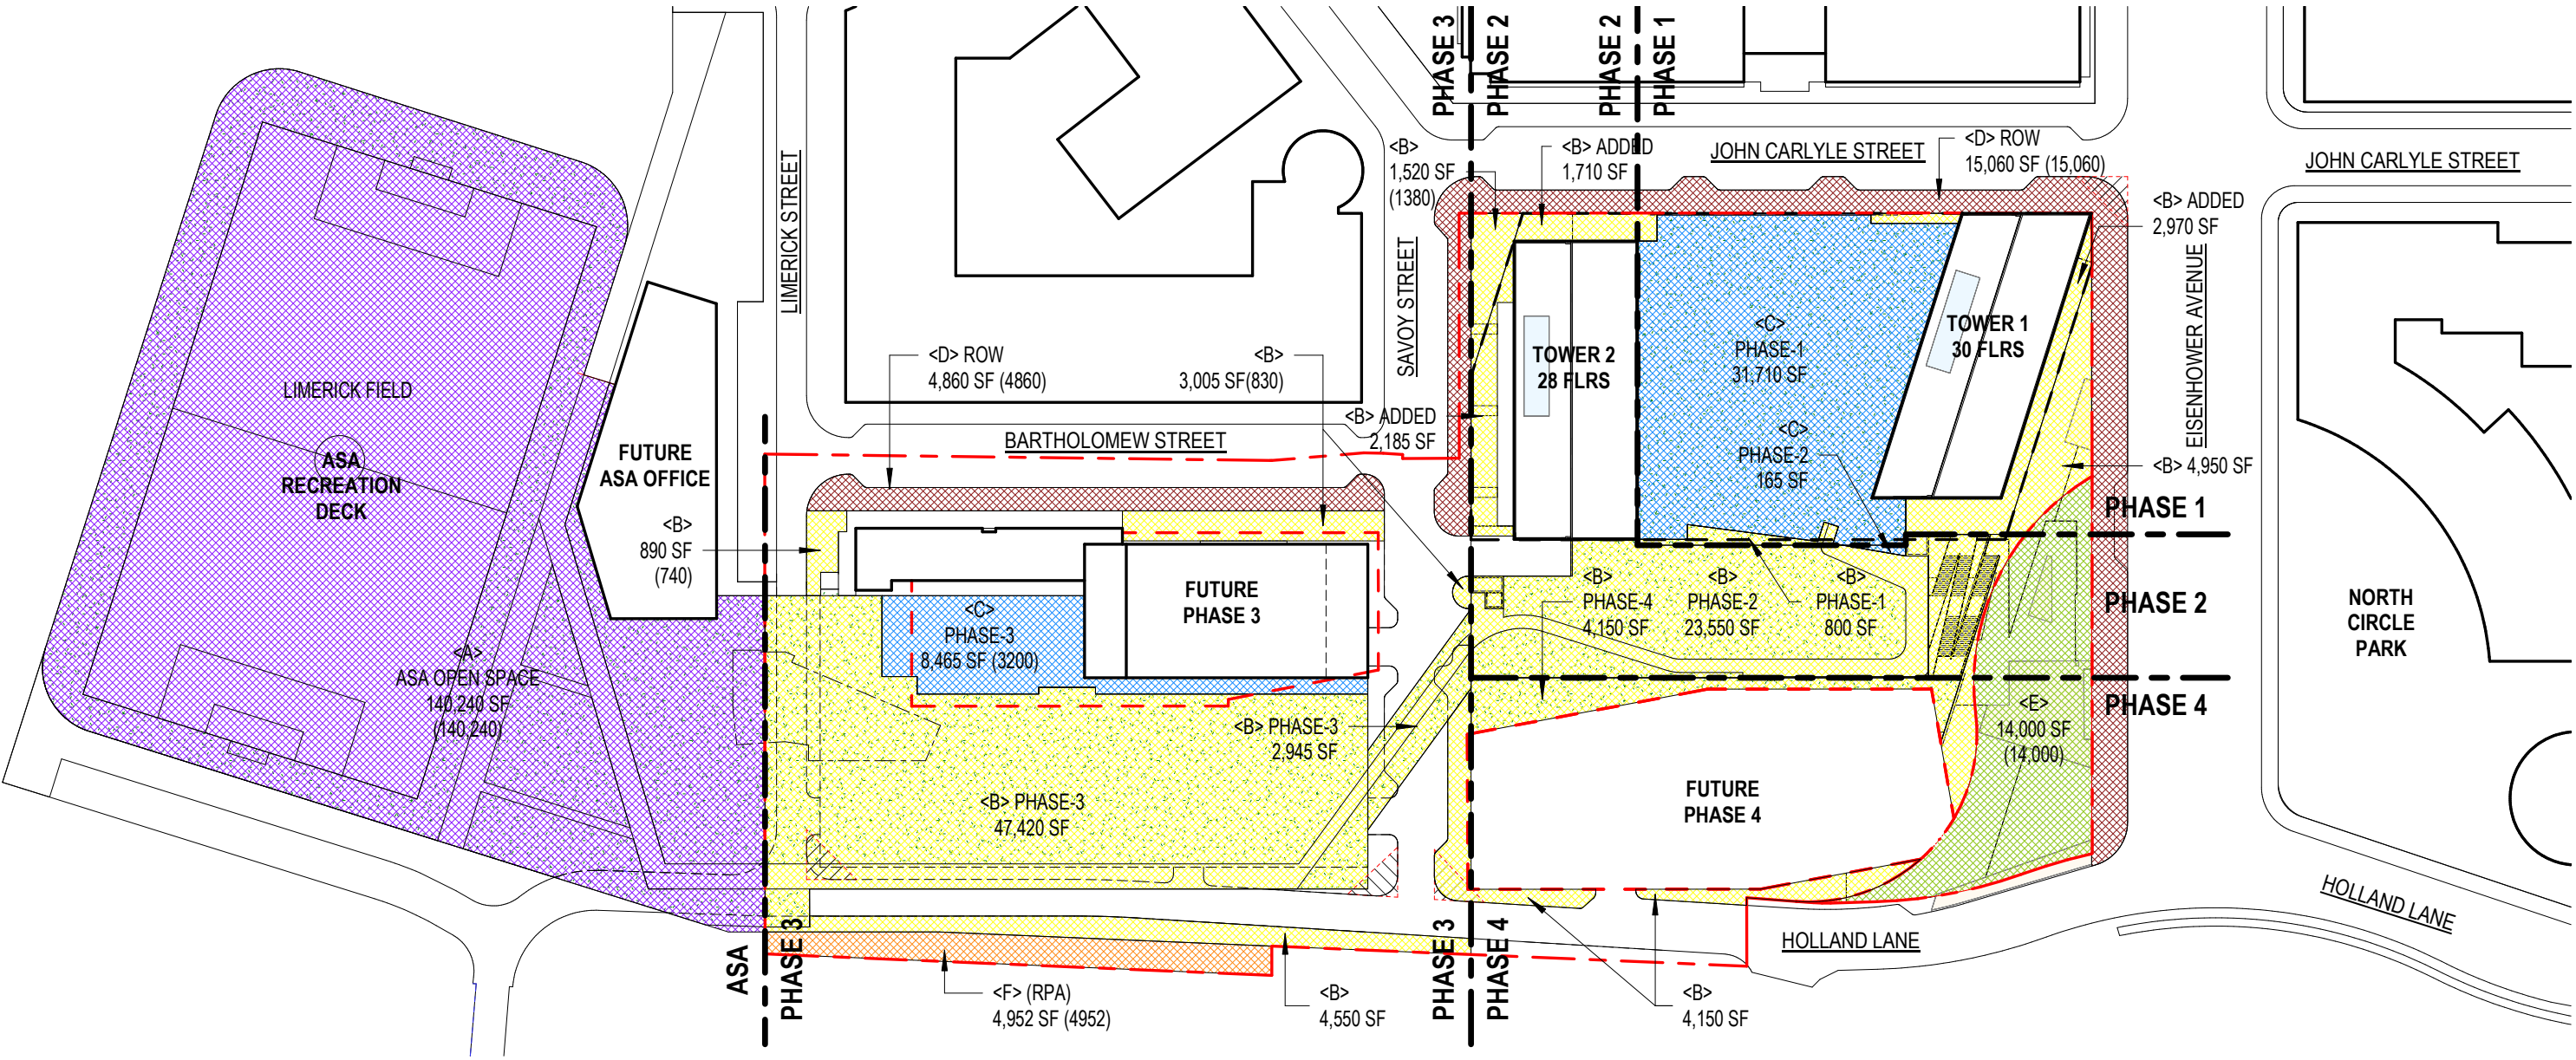 PHASE 3
PHASE 2
PHASE 2
PHASE 1
LIMERICK STREET
<B>
1,520 SF
(1380)
<B> ADDED
1,710 SF
JOHN CARLYLE STREET
<D> ROW
15,060 SF (15,060)
JOHN CARLYLE STREET
<B> ADDED
2,970 SF
SAVOY STREET
EISENHOWER AVENUE
<D> ROW
4,860 SF (4860)
<B>
3,005 SF(830)
TOWER 2
28 FLRS
<C>
PHASE-1
31,710 SF
TOWER 1
30 FLRS
LIMERICK FIELD
<B> ADDED
2,185 SF
BARTHOLOMEW STREET
<C>
PHASE-2
165 SF
<B> 4,950 SF
FUTURE
ASA OFFICE
ASA
RECREATION
DECK
PHASE 1
<B>
890 SF
(740)
FUTURE
PHASE 3
<B>
PHASE-4
4,150 SF
<B>
PHASE-2
23,550 SF
<B>
PHASE-1
800 SF
PHASE 2
NORTH
CIRCLE
PARK
<C>
PHASE-3
8,465 SF (3200)
<A>
ASA OPEN SPACE
140,240 SF
(140,240)
PHASE 4
<E>
14,000 SF
(14,000)
<B> PHASE-3
2,945 SF
<B> PHASE-3
47,420 SF
FUTURE
PHASE 4
HOLLAND LANE
HOLLAND LANE
ASA
PHASE 3
PHASE 3
PHASE 4
<F> (RPA)
4,952 SF (4952)
<B>
4,550 SF
<B>
4,150 SF